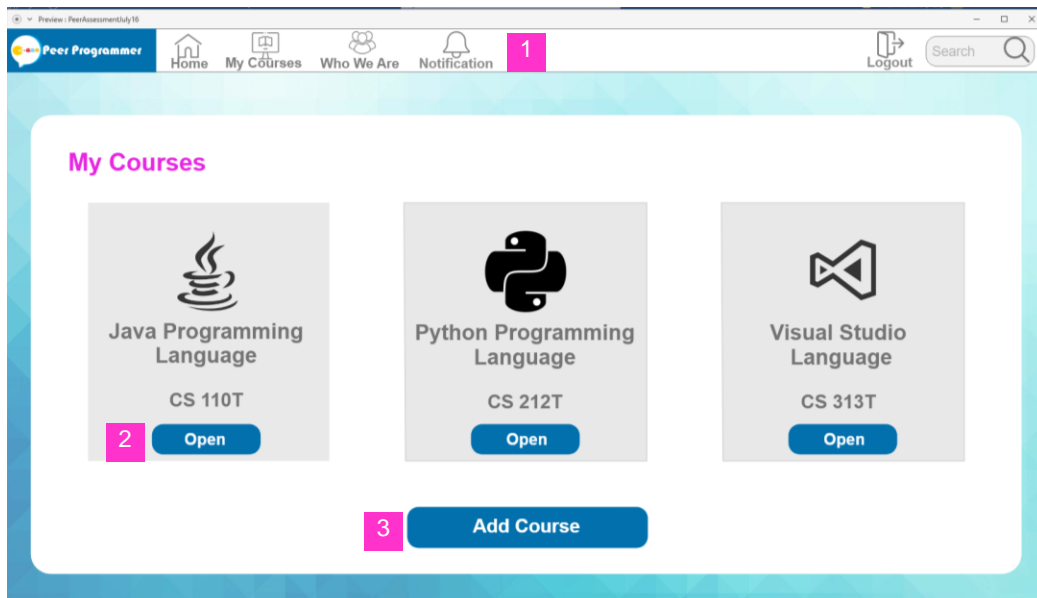 Preview : PeerAssessmentJuly16
Peer Programmer
Home
My Courses
Who We Are
Notification
1
Logout
Search
My Courses
Java Programming
Language
CS 110T
2
Open
Python Programming
Language
CS 212T
Open
Visual Studio
Language
CS 313T
Open
3
Add Course